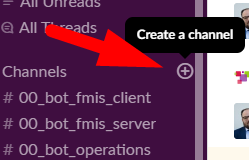 All Unreads
All Threads
Create a channel
Channels
# 00_bot_fmis_client
# 00_bot_fmis_server
# 00_bot_operations